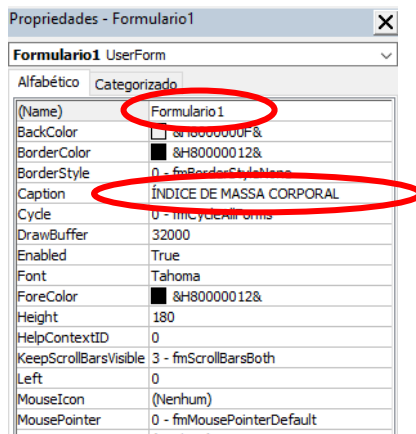 Propriedades - Formulario1
Formulario1 UserForm
Alfabético Categorizado
(Name) Formulario1
BackColor &H8000000F&
BorderColor &H80000012&
BorderStyle 0 - fmBorderStyleNone
Caption ÍNDICE DE MASSA CORPORAL
Cycle 0 - fmCycleAllForms
DrawBuffer 32000
Enabled True
Font Tahoma
ForeColor &H80000012&
Height 180
HelpContextID 0
KeepScrollBarsVisible 3 - fmScrollBarsBoth
Left 0
MouseIcon (Nenhum)
MousePointer 0 - fmMousePointerDefault